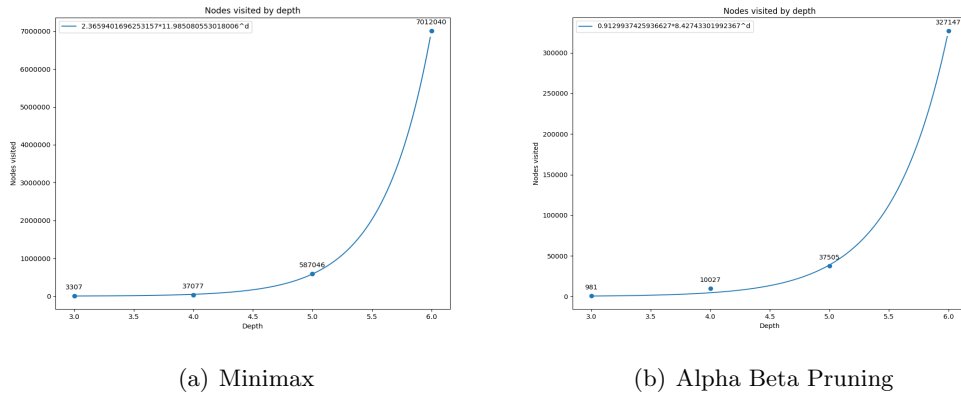 Nodes visited by depth
2.3659401696253157*11.985080553018006^d
7012040
7000000
6000000
5000000
4000000
3000000
2000000
1000000
0
Nodes visited
3307
37077
587046
3.0 3.5 4.0 4.5 5.0 5.5 6.0
Depth
(a) Minimax
Nodes visited by depth
0.9129937425936627*8.42743301992367^d
327147
300000
250000
200000
150000
100000
50000
0
Nodes visited
981
10027
37505
3.0 3.5 4.0 4.5 5.0 5.5 6.0
Depth
(b) Alpha Beta Pruning